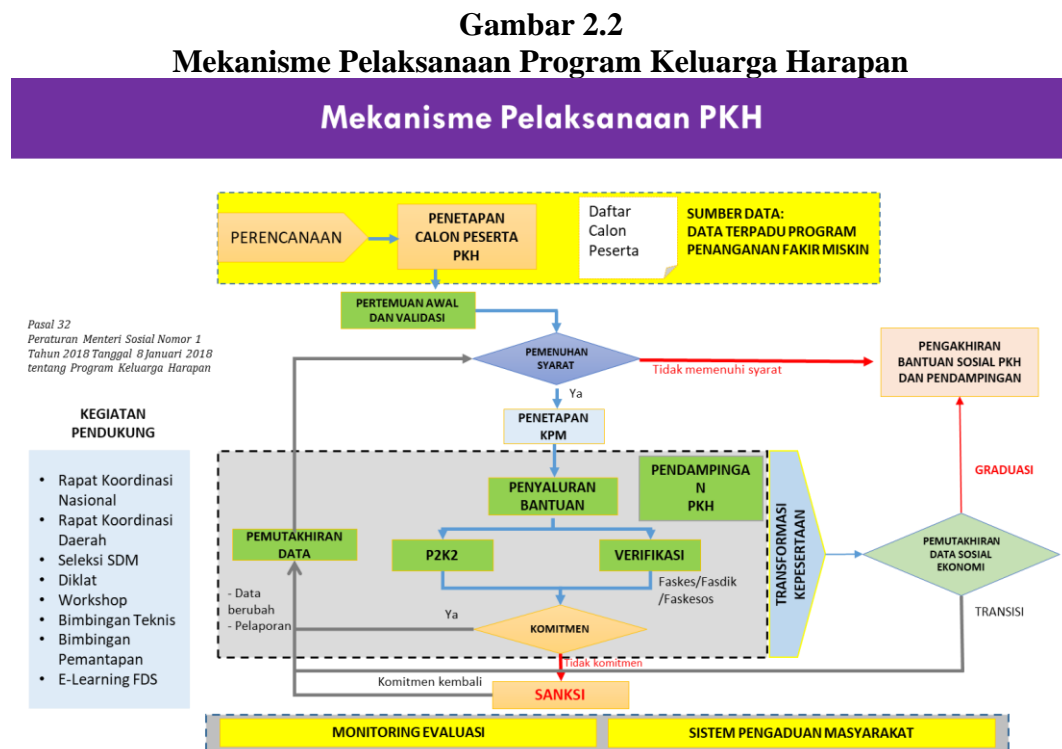 Gambar 2.2
Mekanisme Pelaksanaan Program Keluarga Harapan
Mekanisme Pelaksanaan PKH
PERENCANAAN
PENETAPAN
CALON PESERTA
PKH
Daftar
Calon
Peserta
SUMBER DATA:
DATA TERPADU PROGRAM
PENANGANAN FAKIR MISKIN
PERTEMUAN AWAL
DAN VALIDASI
Pasal 32
Peraturan Menteri Sosial Nomor 1
Tahun 2018 Tanggal 8 Januari 2018
tentang Program Keluarga Harapan
PEMENUHAN
SYARAT
Tidak memenuhi syarat
PENGAKHIRAN
BANTUAN SOSIAL PKH
DAN PENDAMPINGAN
Ya
PENETAPAN
KPM
KEGIATAN
PENDUKUNG
• Rapat Koordinasi
Nasional
• Rapat Koordinasi
Daerah
• Seleksi SDM
• Diklat
• Workshop
• Bimbingan Teknis
• Bimbingan
Pemantapan
• E-Learning FDS
PENYALURAN
BANTUAN
PENDAMPINGA
N
PKH
GRADUASI
PEMUTAKHIRAN
DATA
P2K2
VERIFIKASI
TRANSFORMASI
KEPESERTAAN
PEMUTAKHIRAN
DATA SOSIAL
EKONOMI
- Data
berubah
- Pelaporan
Faskes/Fasdik
/Faskesos
Ya
KOMITMEN
TRANSISI
Tidak komitmen
Komitmen kembali
SANKSI
MONITORING EVALUASI
SISTEM PENGADUAN MASYARAKAT